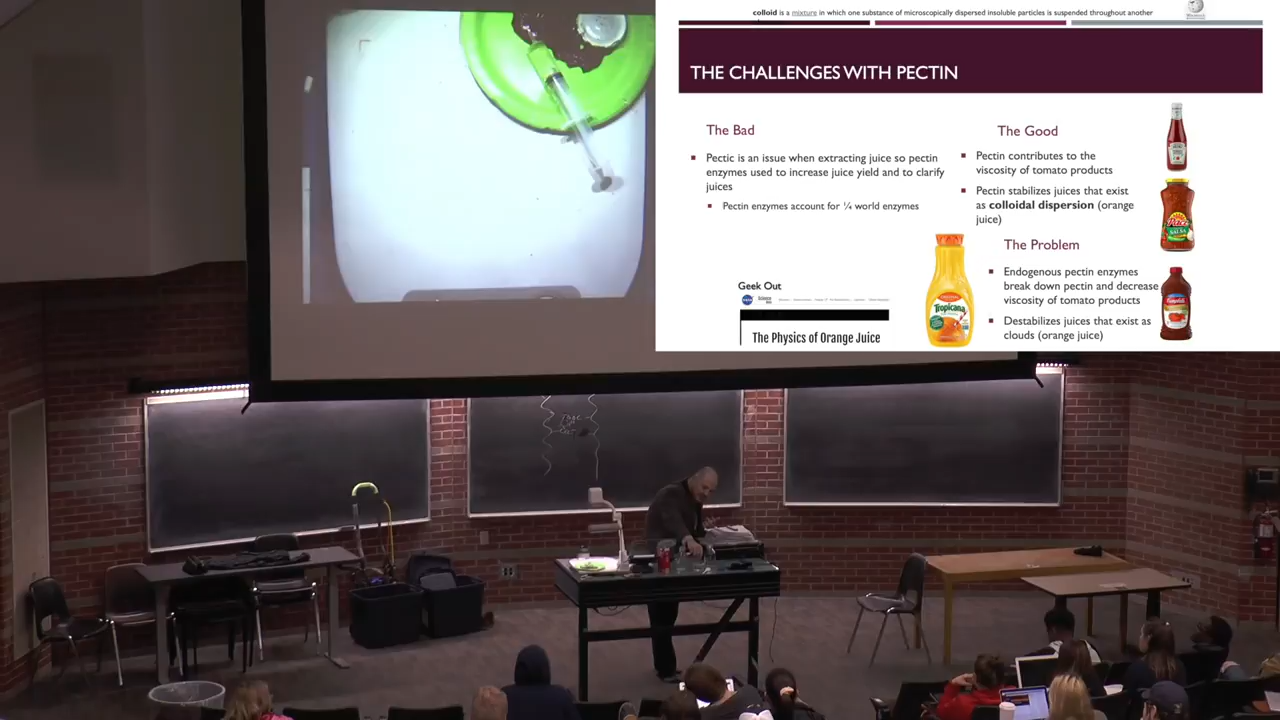 colloid is a mixture in which one substance of microscopically dispersed insoluble particles is suspended throughout another
THE CHALLENGES WITH PECTIN
The Bad
Pectic is an issue when extracting juice so pectin
enzymes used to increase juice yield and to clarify
juices
Pectin enzymes account for ¼ world enzymes
The Good
Pectin contributes to the
viscosity of tomato products
Pectin stabilizes juices that exist
as colloidal dispersion (orange
juice)
The Problem
Endogenous pectin enzymes
break down pectin and decrease
viscosity of tomato products
Destabilizes juices that exist as
clouds (orange juice)
Geek Out
NASA
Science
The Physics of Orange Juice
Tropicana
Pace
SALSA
Campbell's